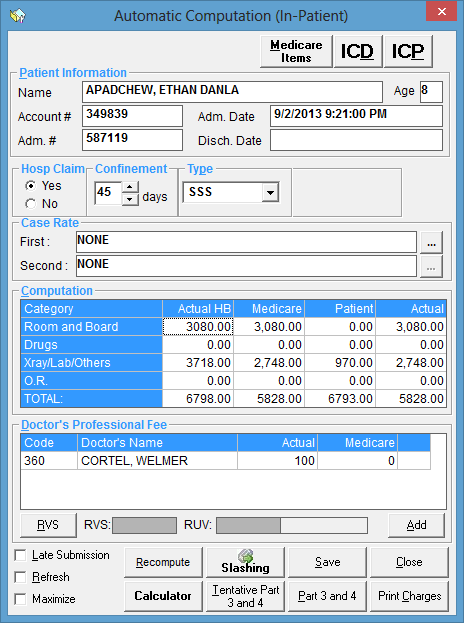 Automatic Computation (In-Patient)
Medicare Items ICD ICP
Patient Information
Name APADCHEW, ETHAN DANLA Age 8
Account # 349839 Adm. Date 9/2/2013 9:21:00 PM
Adm. # 587119 Disch. Date
Hosp Claim Confinement Type
Yes
No
45 days SSS
Case Rate
First : NONE ...
Second : NONE ...
Computation
Category Actual HB Medicare Patient Actual
Room and Board 3080.00 3,080.00 0.00 3,080.00
Drugs 0.00 0.00 0.00 0.00
Xray/Lab/Others 3718.00 2,748.00 970.00 2,748.00
O.R. 0.00 0.00 0.00 0.00
TOTAL: 6798.00 5828.00 6793.00 5828.00
Doctor's Professional Fee
Code Doctor's Name Actual Medicare
360 CORTEL, WELMER 100 0
RVS RVS: RUV: Add
Late Submission
Refresh
Maximize
Recompute Slashing Save Close
Calculator Tentative Part 3 and 4 Part 3 and 4 Print Charges